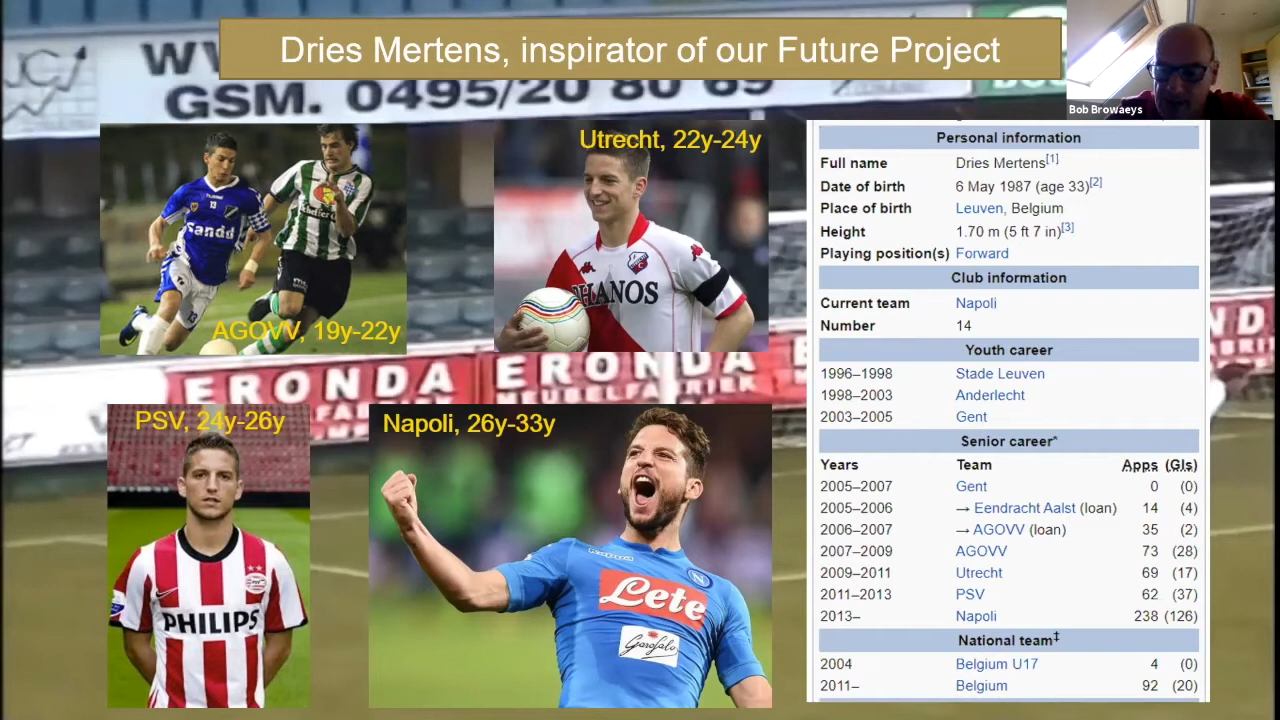 Dries Mertens, inspirator of our Future Project
Bob Browaeys
GSM. 0495/20 80 69
Utrecht, 22y-24y
AGOVV, 19y-22y
Sandd
PHANOS
ERONDA
ERONDA
MEUBELFABRIEK
PSV, 24y-26y
Napoli, 26y-33y
PHILIPS
Lete
Garofalo
Kappa
Personal information
Full name Dries Mertens[1]
Date of birth 6 May 1987 (age 33)[2]
Place of birth Leuven, Belgium
Height 1.70 m (5 ft 7 in)[3]
Playing position(s) Forward
Club information
Current team Napoli
Number 14
Youth career
1996–1998 Stade Leuven
1998–2003 Anderlecht
2003–2005 Gent
Senior career*
Years Team Apps (Gls)
2005–2007 Gent 0 (0)
2005–2006 → Eendracht Aalst (loan) 14 (4)
2006–2007 → AGOVV (loan) 35 (2)
2007–2009 AGOVV 73 (28)
2009–2011 Utrecht 69 (17)
2011–2013 PSV 62 (37)
2013– Napoli 238 (126)
National team‡
2004 Belgium U17 4 (0)
2011– Belgium 92 (20)